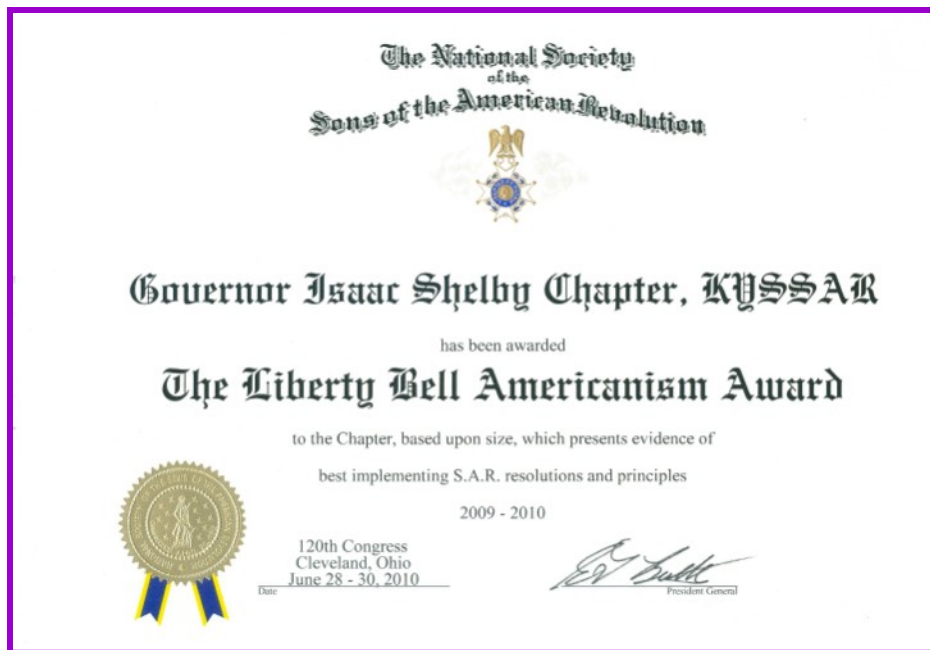 The National Society
of the
Sons of the American Revolution
Governor Isaac Shelby Chapter, KYSSAR
has been awarded
The Liberty Bell Americanism Award
to the Chapter, based upon size, which presents evidence of
best implementing S.A.R. resolutions and principles
2009 - 2010
120th Congress
Cleveland, Ohio
June 28 - 30, 2010
Date
President General